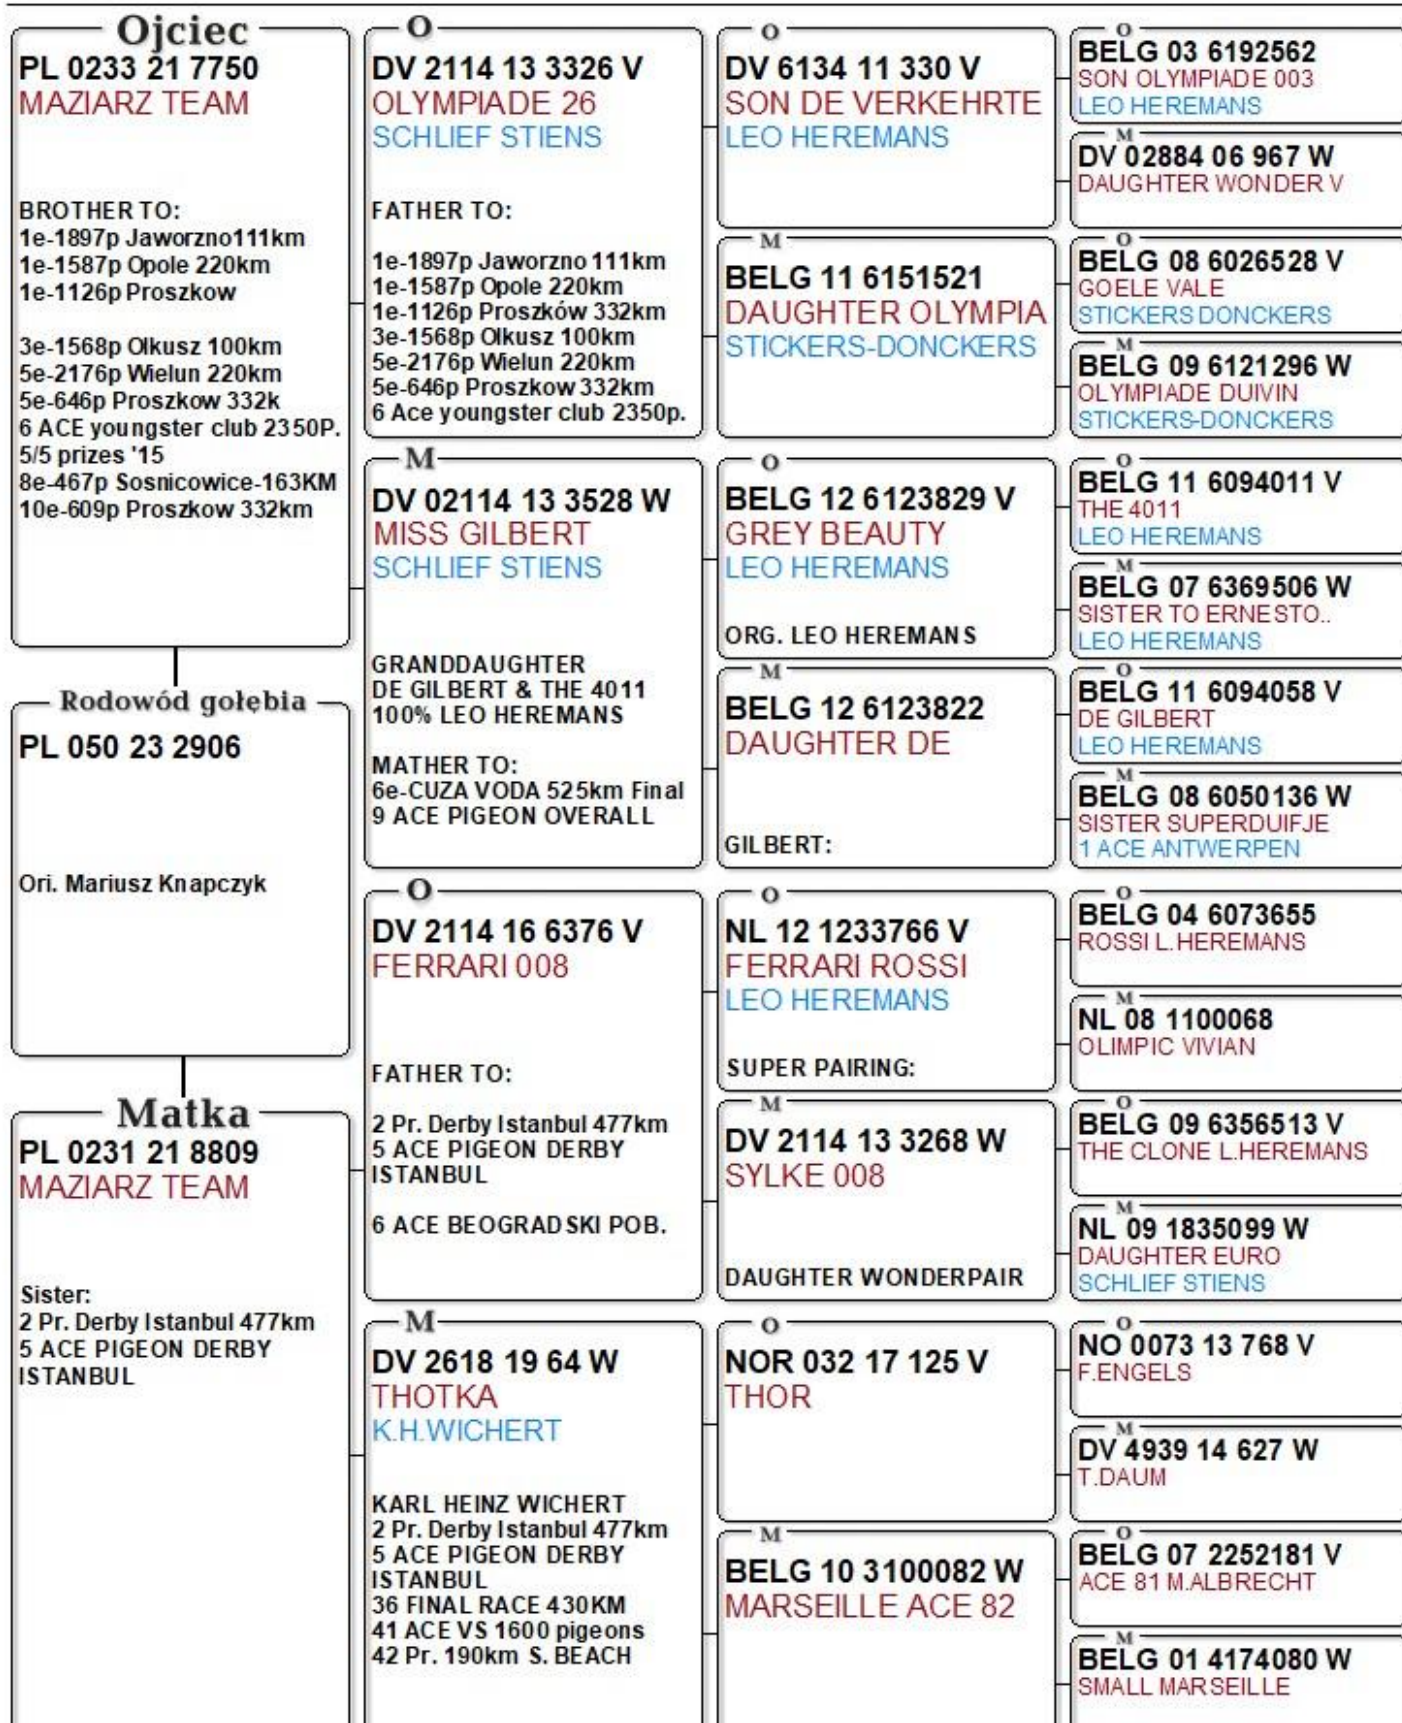 Ojciec
PL 0233 21 7750
MAZIARZ TEAM
BROTHER TO:
1e-1897p Jaworzno111km
1e-1587p Opole 220km
1e-1126p Proszkow
3e-1568p Olkusz 100km
5e-2176p Wielun 220km
5e-646p Proszkow 332k
6 ACE youngster club 2350P.
5/5 prizes '15
8e-467p Sosnicowice-163KM
10e-609p Proszkow 332km
Rodowód gołębia
PL 050 23 2906
Ori. Mariusz Knapczyk
Matka
PL 0231 21 8809
MAZIARZ TEAM
Sister:
2 Pr. Derby Istanbul 477km
5 ACE PIGEON DERBY
ISTANBUL
O
DV 2114 13 3326 V
OLYMPIADE 26
SCHLIEF STIENS
FATHER TO:
1e-1897p Jaworzno 111km
1e-1587p Opole 220km
1e-1126p Proszków 332km
3e-1568p Olkusz 100km
5e-2176p Wielun 220km
5e-646p Proszkow 332km
6 Ace youngster club 2350p.
M
DV 02114 13 3528 W
MISS GILBERT
SCHLIEF STIENS
GRANDDAUGHTER
DE GILBERT & THE 4011
100% LEO HEREMANS
MATHER TO:
6e-CUZA VODA 525km Final
9 ACE PIGEON OVERALL
O
DV 2114 16 6376 V
FERRARI 008
FATHER TO:
2 Pr. Derby Istanbul 477km
5 ACE PIGEON DERBY
ISTANBUL
6 ACE BEOGRADSKI POB.
M
DV 2618 19 64 W
THOTKA
K.H.WICHERT
KARL HEINZ WICHERT
2 Pr. Derby Istanbul 477km
5 ACE PIGEON DERBY
ISTANBUL
36 FINAL RACE 430KM
41 ACE VS 1600 pigeons
42 Pr. 190km S. BEACH
O
DV 6134 11 330 V
SON DE VERKEHRTE
LEO HEREMANS
M
BELG 11 6151521
DAUGHTER OLYMPIA
STICKERS-DONCKERS
O
BELG 12 6123829 V
GREY BEAUTY
LEO HEREMANS
ORG. LEO HEREMANS
M
BELG 12 6123822
DAUGHTER DE
GILBERT:
O
NL 12 1233766 V
FERRARI ROSSI
LEO HEREMANS
SUPER PAIRING:
M
DV 2114 13 3268 W
SYLKE 008
DAUGHTER WONDERPAIR
O
NOR 032 17 125 V
THOR
M
BELG 10 3100082 W
MARSEILLE ACE 82
O
BELG 03 6192562
SON OLYMPIADE 003
LEO HEREMANS
M
DV 02884 06 967 W
DAUGHTER WONDER V
O
BELG 08 6026528 V
GOELE VALE
STICKERS DONCKERS
M
BELG 09 6121296 W
OLYMPIADE DUIVIN
STICKERS-DONCKERS
O
BELG 11 6094011 V
THE 4011
LEO HEREMANS
M
BELG 07 6369506 W
SISTER TO ERNESTO..
LEO HEREMANS
O
BELG 11 6094058 V
DE GILBERT
LEO HEREMANS
M
BELG 08 6050136 W
SISTER SUPERDUIFJE
1 ACE ANTWERPEN
O
BELG 04 6073655
ROSSI L.HEREMANS
M
NL 08 1100068
OLIMPIC VIVIAN
O
BELG 09 6356513 V
THE CLONE L.HEREMANS
M
NL 09 1835099 W
DAUGHTER EURO
SCHLIEF STIENS
O
NO 0073 13 768 V
F.ENGELS
M
DV 4939 14 627 W
T.DAUM
O
BELG 07 2252181 V
ACE 81 M.ALBRECHT
M
BELG 01 4174080 W
SMALL MARSEILLE